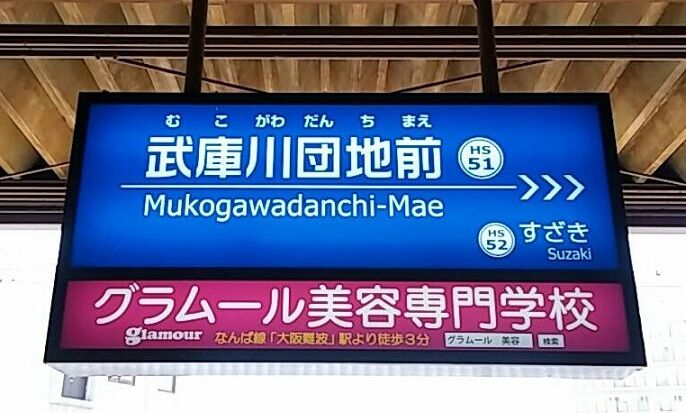 むこがわだんちまえ
武庫川団地前 HS 51
Mukogawadanchi-Mae
HS 52 すざき
Suzaki
グラムール美容専門学校
glamour なんば線「大阪難波」駅より徒歩3分 グラムール 美容 検索